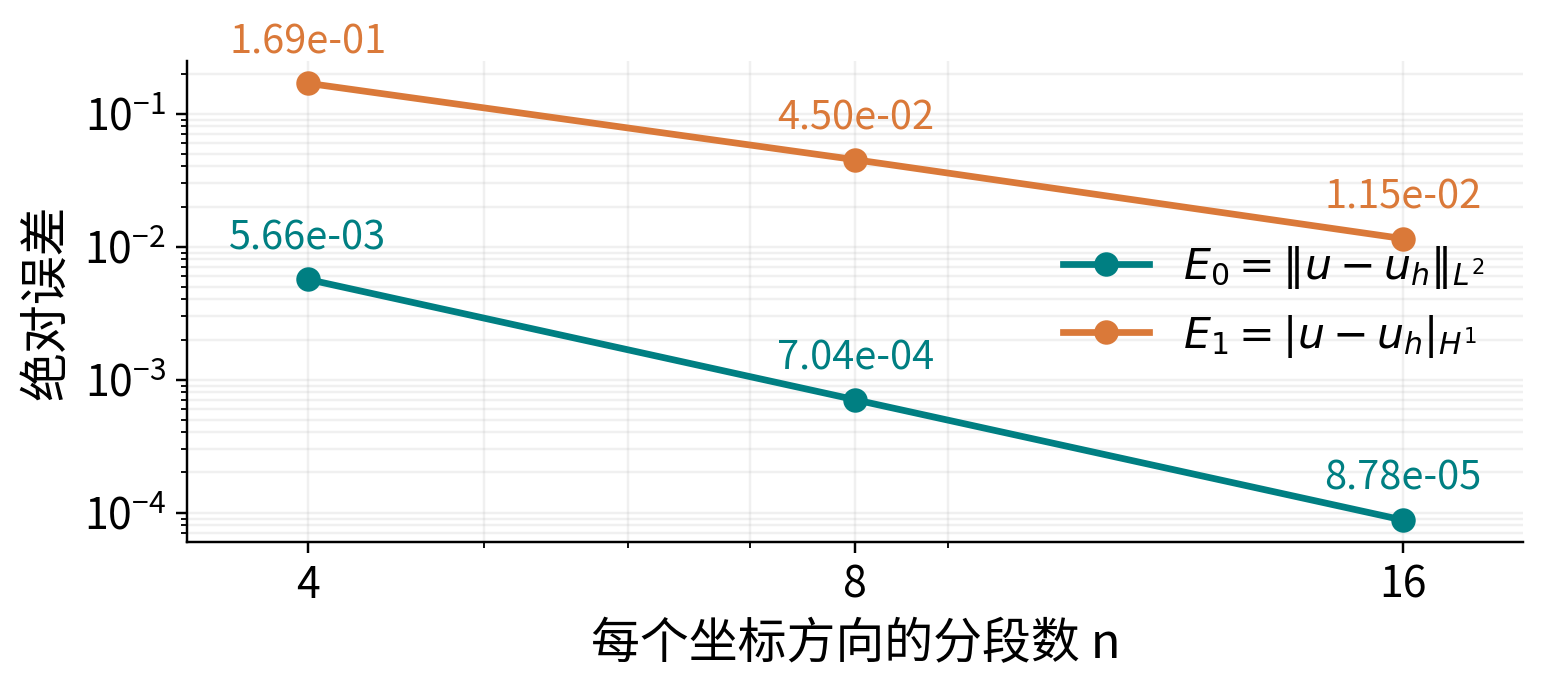 1.69e-01
4.50e-02
1.15e-02
5.66e-03
7.04e-04
8.78e-05
10⁻¹
10⁻²
10⁻³
10⁻⁴
绝对误差
E₀ = ‖u − uₕ‖_{L²}
E₁ = |u − uₕ|_{H¹}
4 8 16
每个坐标方向的分段数 n